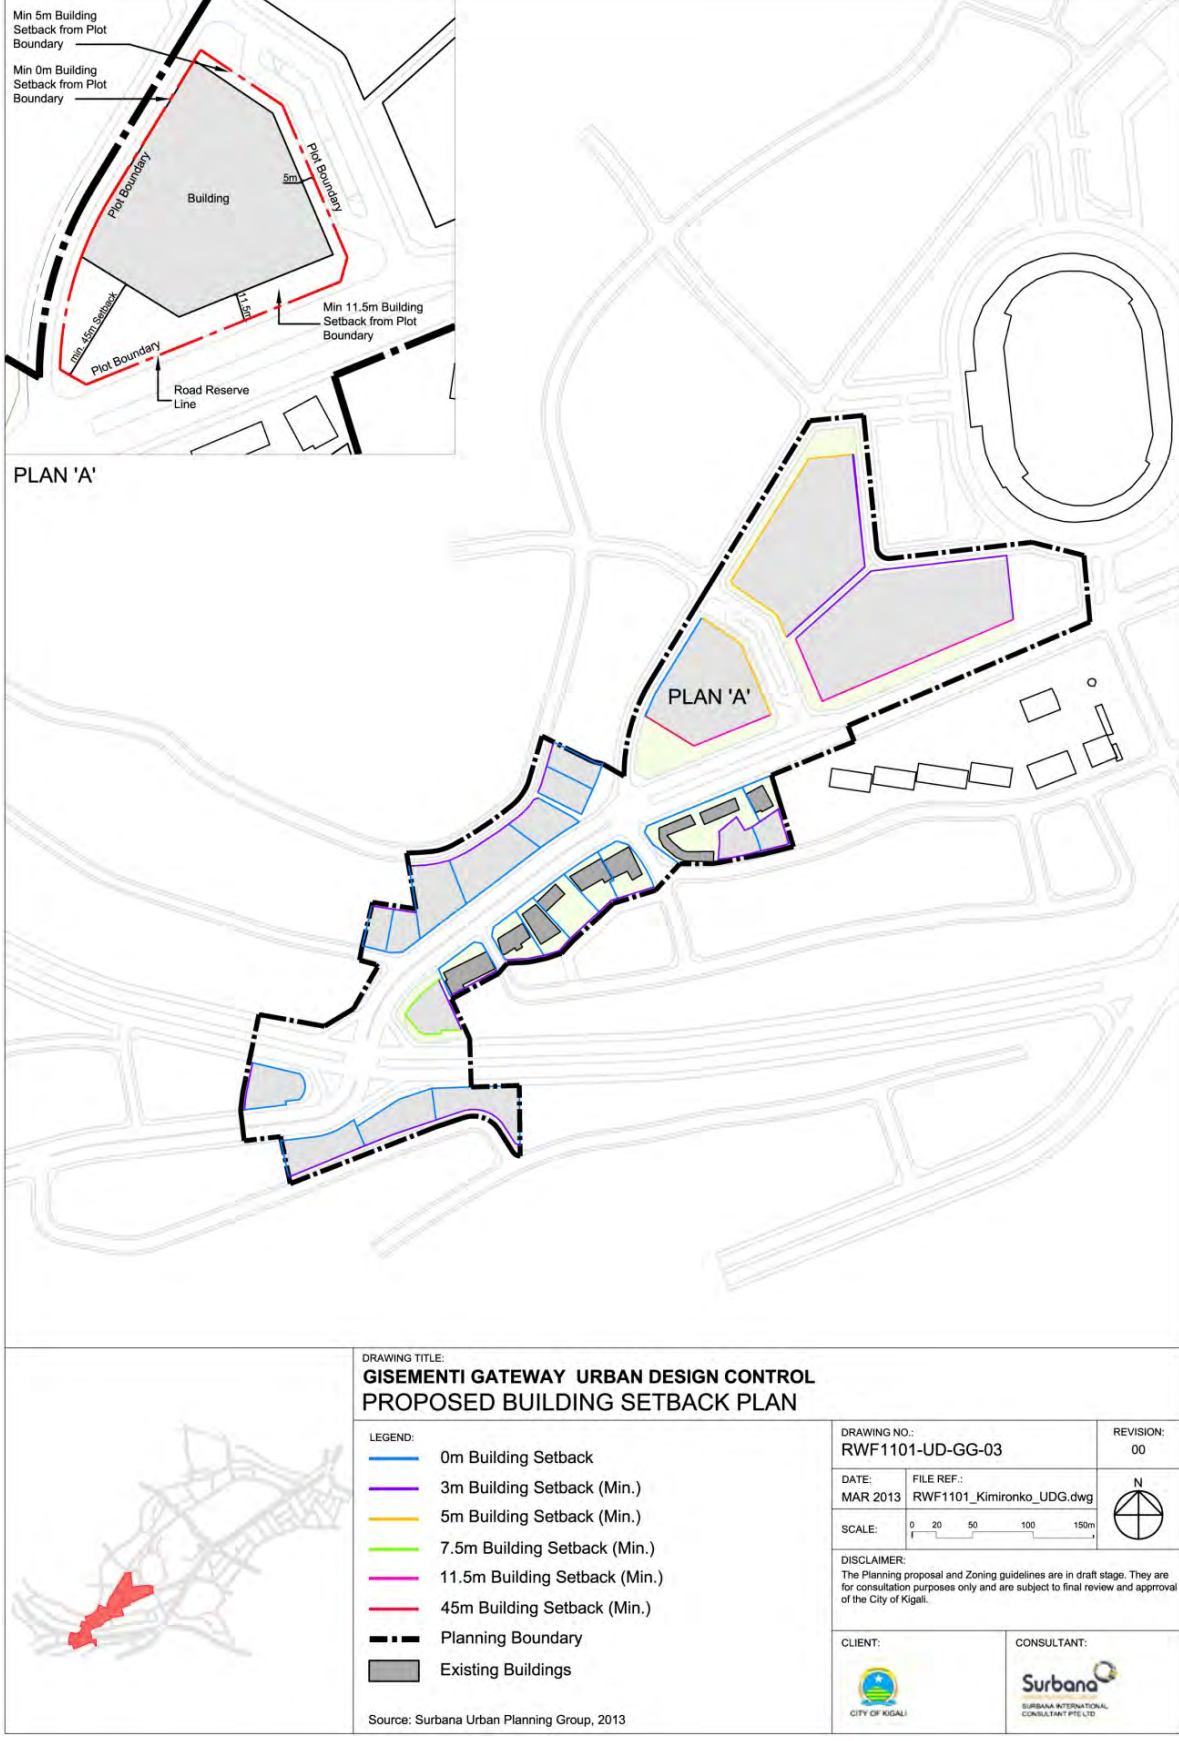 Min 5m Building
Setback from Plot
Boundary
Min 0m Building
Setback from Plot
Boundary
Plot Boundary
Plot Boundary
5m
Building
min. 45m Setback
11.5m
Min 11.5m Building
Setback from Plot
Boundary
Plot Boundary
Road Reserve
Line
PLAN 'A'
PLAN 'A'
DRAWING TITLE:
GISEMENTI GATEWAY URBAN DESIGN CONTROL
PROPOSED BUILDING SETBACK PLAN
LEGEND:
0m Building Setback
3m Building Setback (Min.)
5m Building Setback (Min.)
7.5m Building Setback (Min.)
11.5m Building Setback (Min.)
45m Building Setback (Min.)
Planning Boundary
Existing Buildings
Source: Surbana Urban Planning Group, 2013
DRAWING NO.:
RWF1101-UD-GG-03
REVISION:
00
DATE:
MAR 2013
FILE REF.:
RWF1101_Kimironko_UDG.dwg
N
SCALE:
0 20 50 100 150m
DISCLAIMER:
The Planning proposal and Zoning guidelines are in draft stage. They are
for consultation purposes only and are subject to final review and apprroval
of the City of Kigali.
CLIENT:
CITY OF KIGALI
CONSULTANT:
Surbana
SURBANA INTERNATIONAL
CONSULTANT PTE LTD